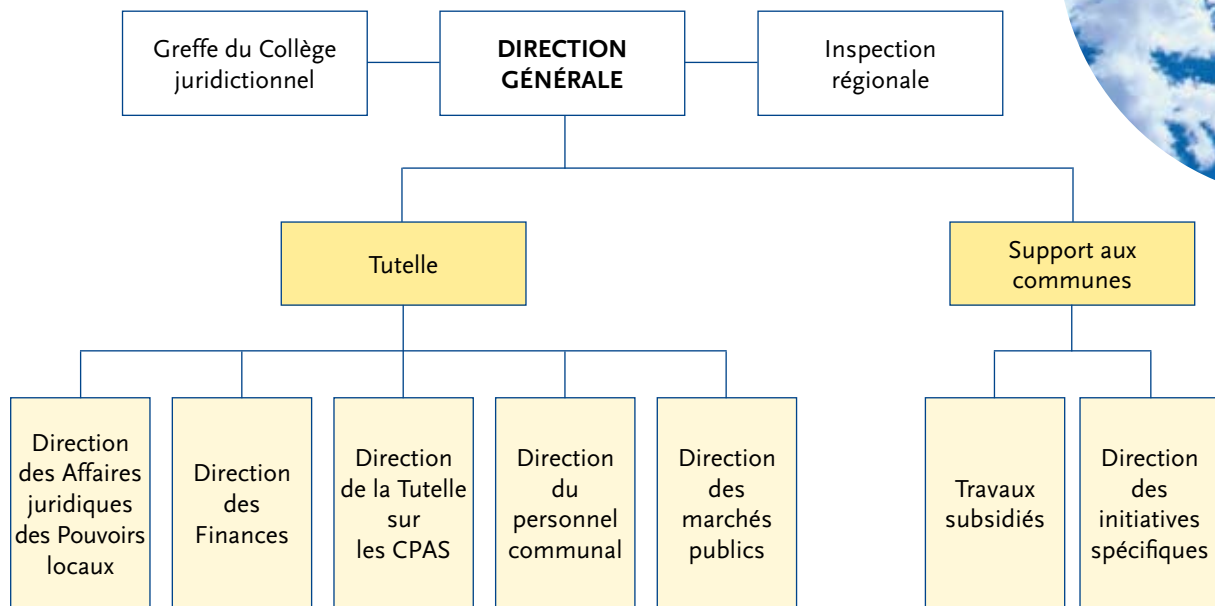 Greffe du Collège
juridictionnel
DIRECTION
GÉNÉRALE
Inspection
régionale
Tutelle
Support aux
communes
Direction
des Affaires
juridiques
des Pouvoirs
locaux
Direction
des
Finances
Direction
de la Tutelle
sur
les CPAS
Direction
du
personnel
communal
Direction
des
marchés
publics
Travaux
subsidiés
Direction
des
initiatives
spécifiques